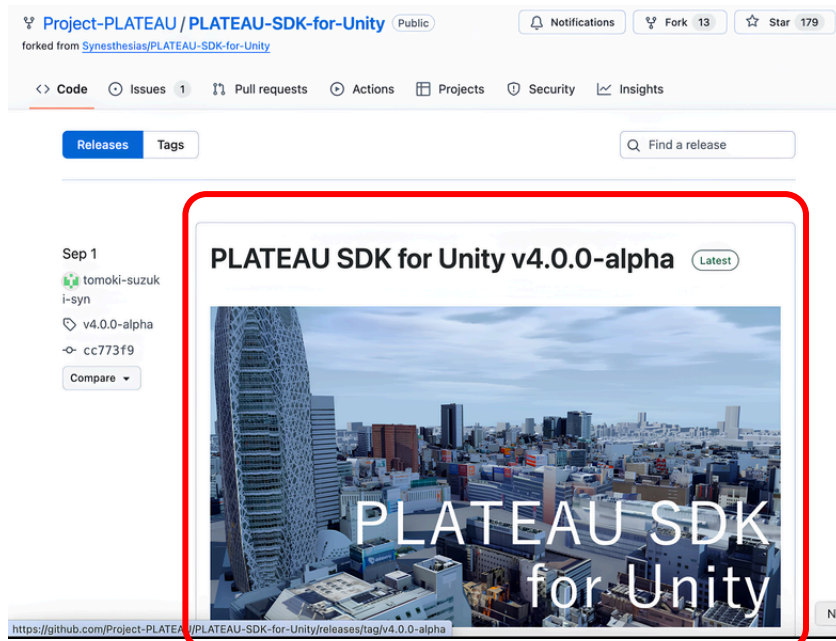 Project-PLATEAU / PLATEAU-SDK-for-Unity Public
Notifications
Fork 13
Star 179
forked from Synesthesias/PLATEAU-SDK-for-Unity
Code
Issues 1
Pull requests
Actions
Projects
Security
Insights
Releases
Tags
Find a release
Sep 1
tomoki-suzuk
i-syn
v4.0.0-alpha
cc773f9
Compare
PLATEAU SDK for Unity v4.0.0-alpha Latest
PLATEAU SDK
for Unity
N
https://github.com/Project-PLATEAU/PLATEAU-SDK-for-Unity/releases/tag/v4.0.0-alpha